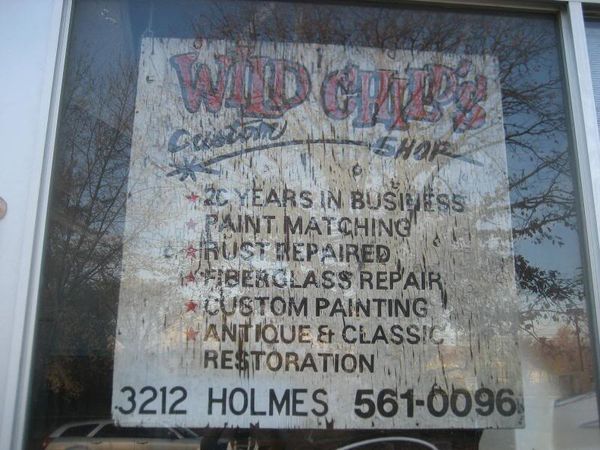 WILD CHILD'S
Custom SHOP
20 YEARS IN BUSINESS
PAINT MATCHING
RUST REPAIRED
FIBERGLASS REPAIR
CUSTOM PAINTING
ANTIQUE & CLASSIC
RESTORATION
3212 HOLMES 561-0096